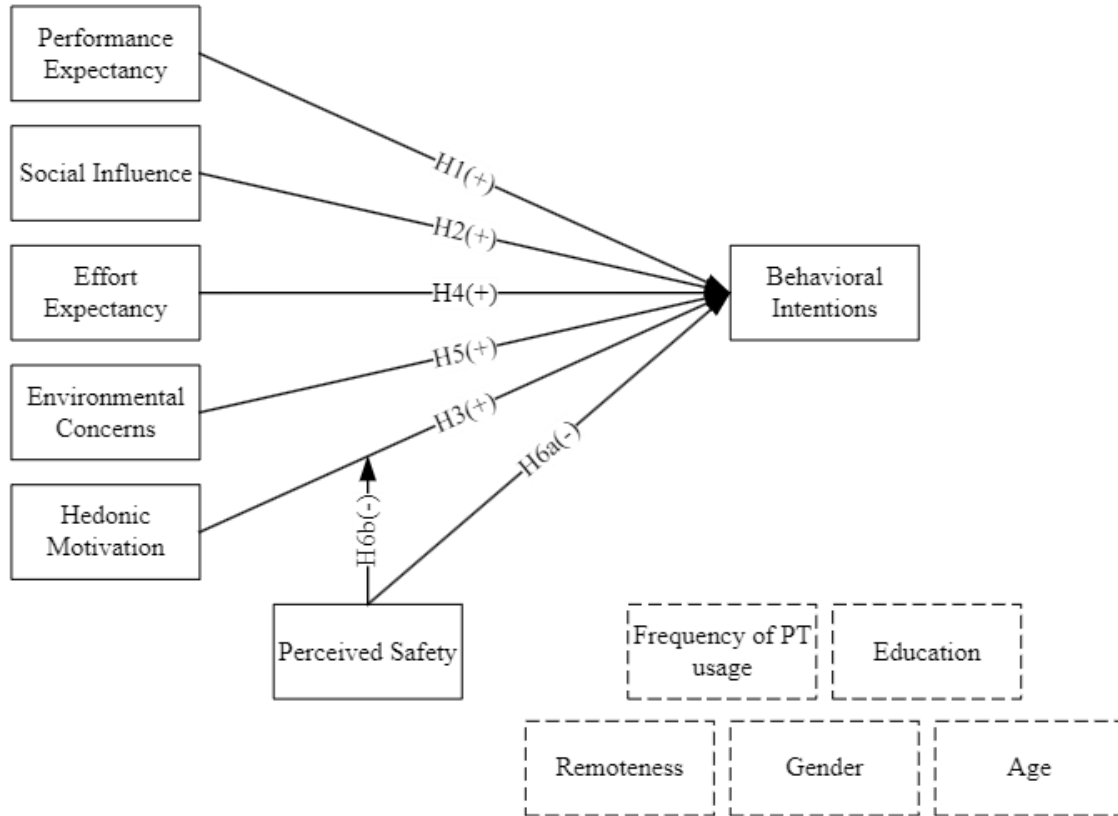 Performance
Expectancy
Social Influence
Effort
Expectancy
Environmental
Concerns
Hedonic
Motivation
H1(+)
H2(+)
H4(+)
H5(+)
H3(+)
H6a(-)
H6b(-)
Behavioral
Intentions
Perceived Safety
Frequency of PT
usage
Education
Remoteness
Gender
Age